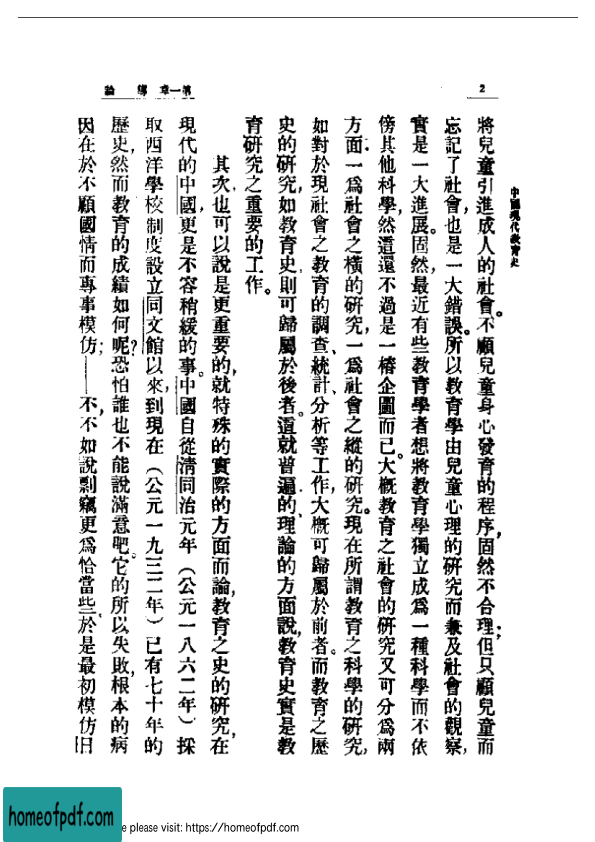 2
第一章 緒論
中國現代教育史
將兒童引進成人的社會。不顧兒童身心發育的程序,固然不合理;但只顧兒童而
忘記了社會,也是一大錯誤。所以教育學由兒童心理的研究而兼及社會的觀察,
實是一大進展。固然,最近有些教育學者想將教育學獨立成爲一種科學而不依
傍其他科學,然這還不過是一樁企圖而已。大概教育之社會的研究又可分爲兩
方面:一爲社會之橫的研究,一爲社會之縱的研究。現在所謂教育之科學的研究,
如對於現社會之教育的調查、統計、分析等工作,大概可歸屬於前者。而教育之歷
史的研究,如教育史,則可歸屬於後者。這就普遍的、理論的方面說,教育史實是教
育研究之重要的工作。
其次,也可以說是更重要的,就特殊的實際的方面而論,教育之史的研究,在
現代的中國,更是不容稍緩的事。中國自從清同治元年(公元一八六二年)採
取西洋學校制度設立同文館以來,到現在(公元一九三二年)已有七十年的
歷史,然而教育的成績如何呢?恐怕誰也不能說滿意吧。它的所以失敗,根本的病
因在於不顧國情而專事模仿;——不,不如說剽竊更爲恰當些。於是最初模仿日
homeofpdf.com
e please visit: https://homeofpdf.com